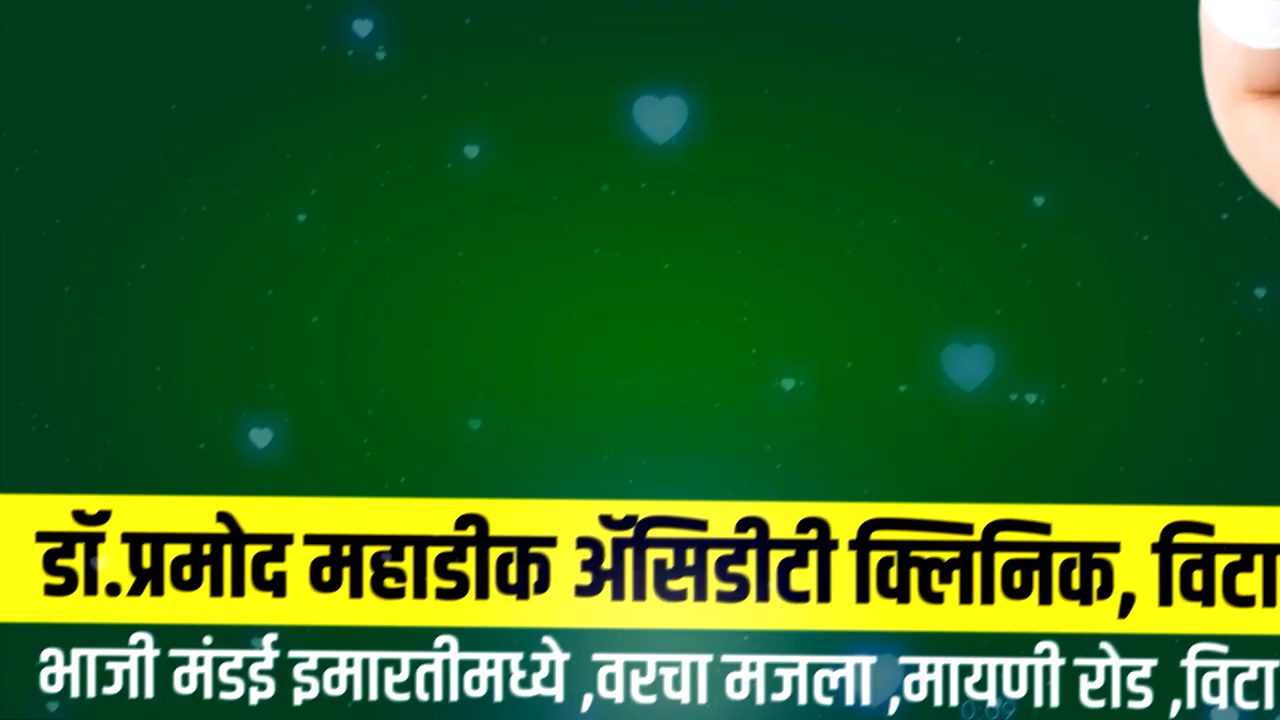 डॉ.प्रमोद महाडीक ॲसिडीटी क्लिनिक, विटा
भाजी मंडई इमारतीमध्ये ,वरचा मजला ,मायणी रोड ,विटा